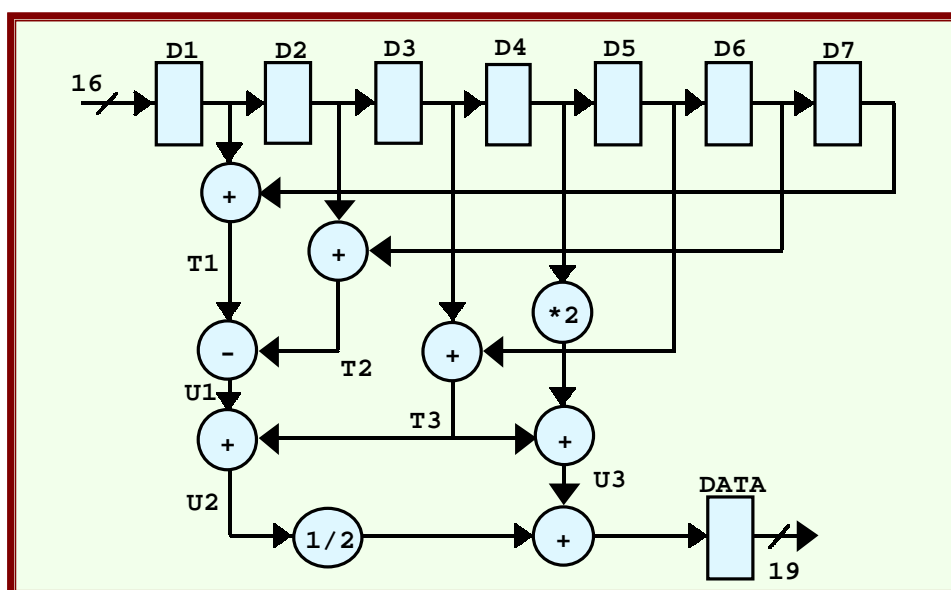 D1 D2 D3 D4 D5 D6 D7
16
+
+
T1
*2
-
+
T2
U1
T3
+
+
U2
U3
DATA
1/2
+
19